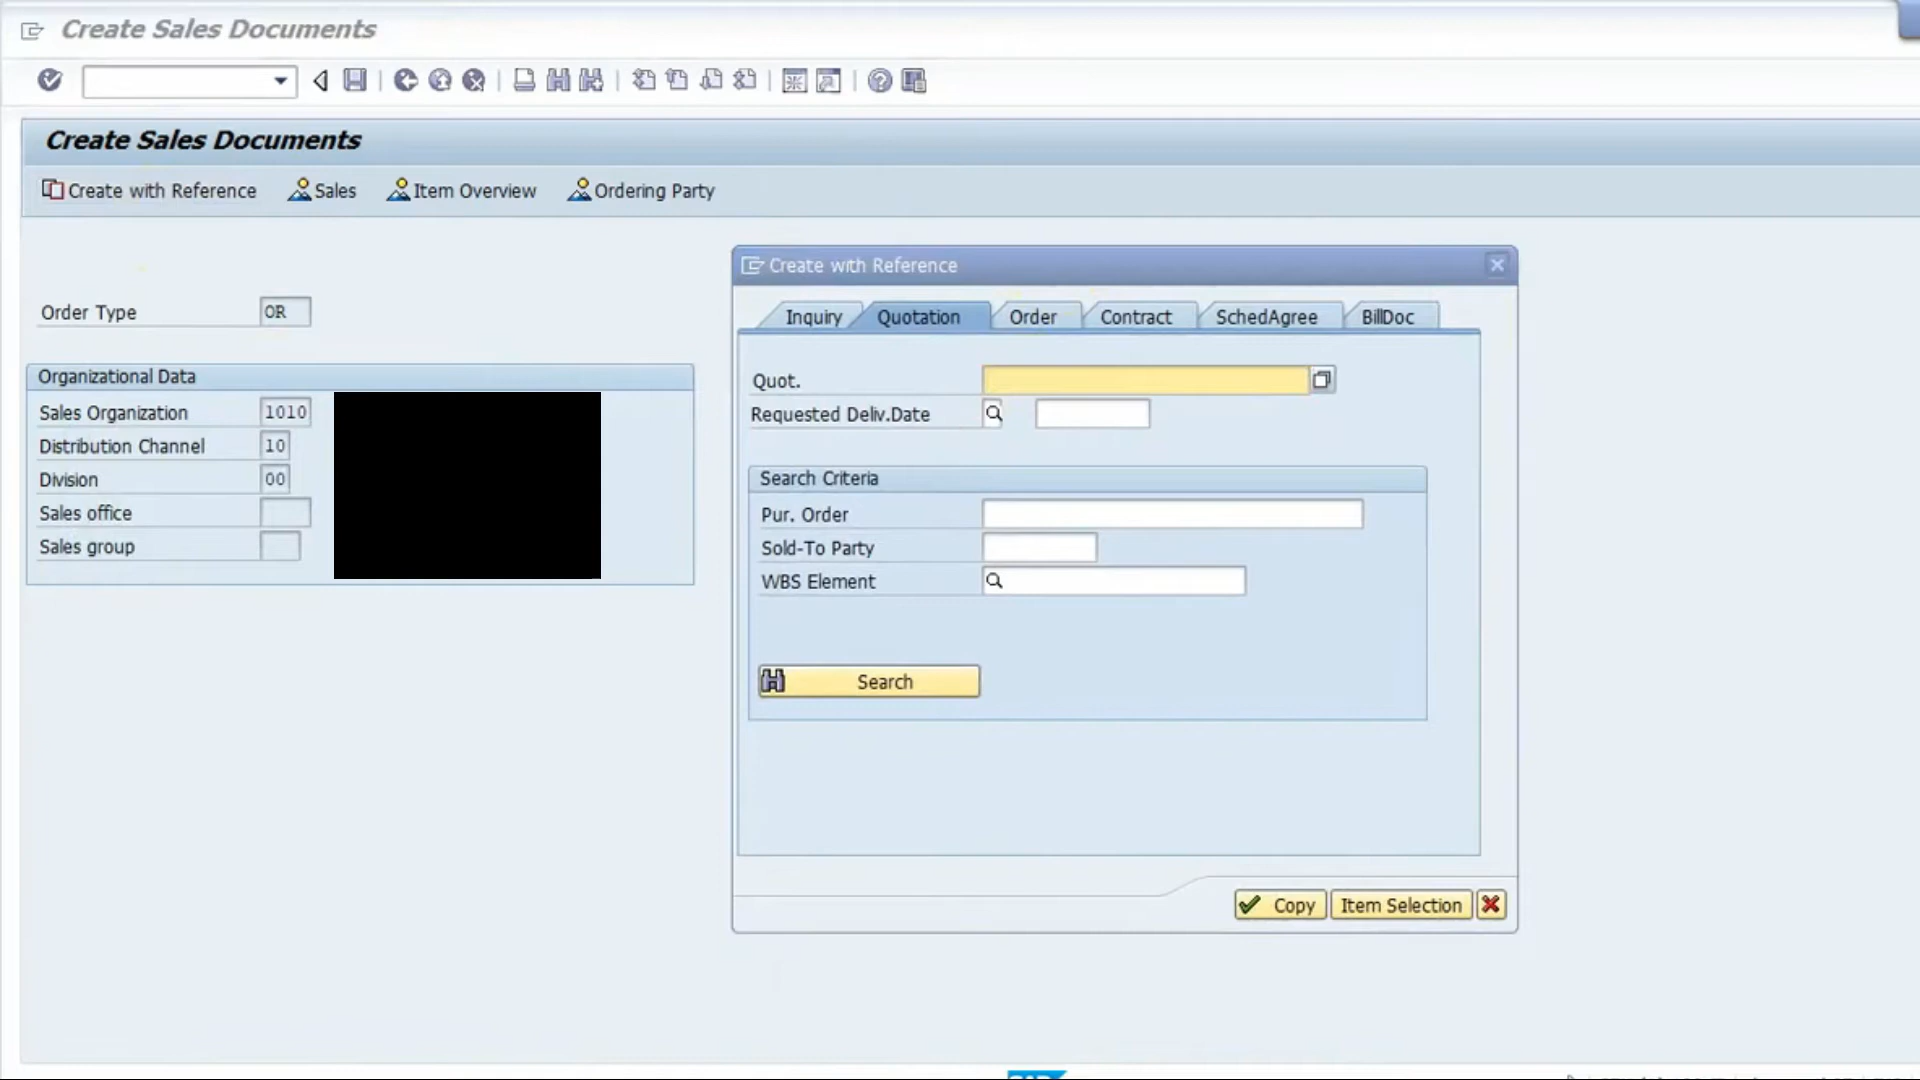 Create Sales Documents
Create Sales Documents
Create with Reference Sales Item Overview Ordering Party
Order Type OR
Organizational Data
Sales Organization 1010
Distribution Channel 10
Division 00
Sales office
Sales group
Create with Reference
Inquiry Quotation Order Contract SchedAgree BillDoc
Quot.
Requested Deliv.Date
Search Criteria
Pur. Order
Sold-To Party
WBS Element
Search
Copy Item Selection